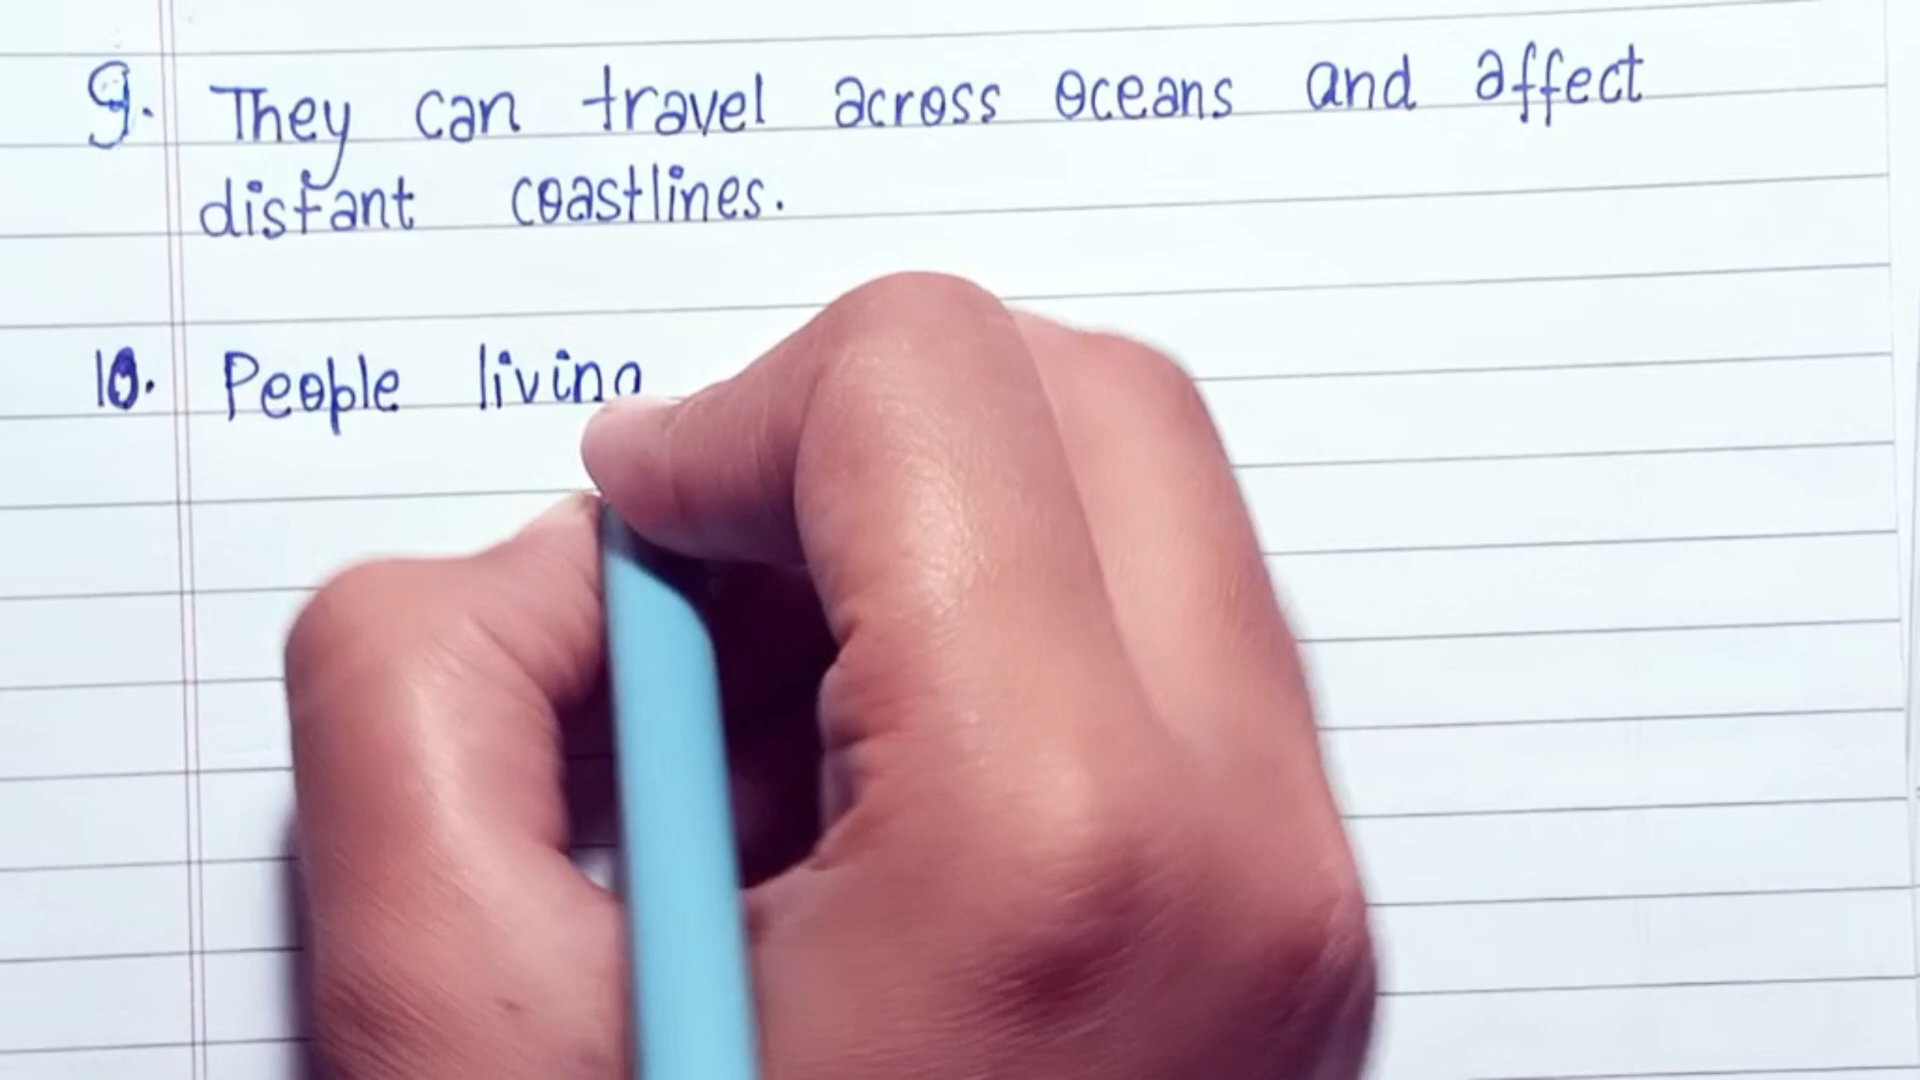 9. They can travel across oceans and affect
distant coastlines.
10. People living